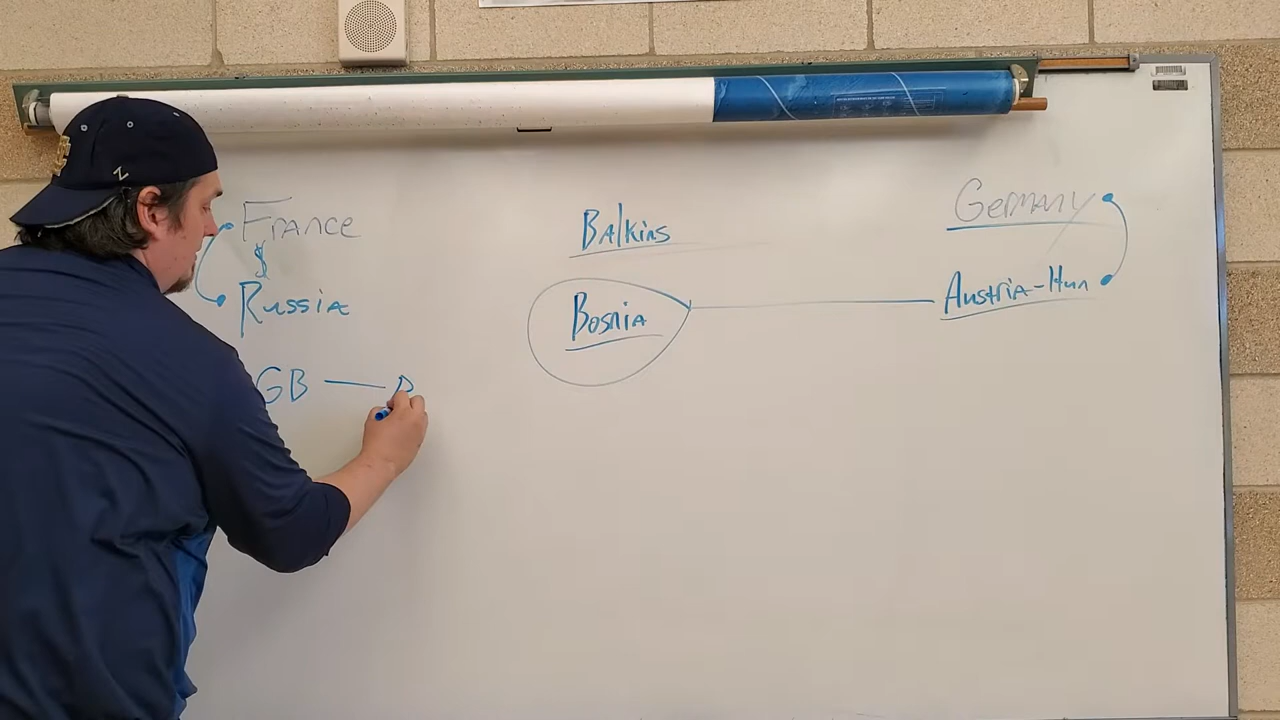 France
$
Russia
GB
Balkins
Bosnia
Germany
Austria-Hun
Z